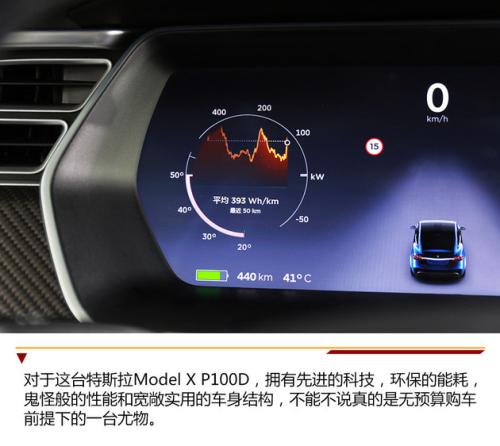 0
km/h
200
400
100
15
kW
50°
平均 393 Wh/km
最近 50 km
40°
-50
30°
20°
440 km 41°C
对于这台特斯拉Model X P100D，拥有先进的科技，环保的能耗，
鬼怪般的性能和宽敞实用的车身结构，不能不说真的是无预算购车
前提下的一台尤物。